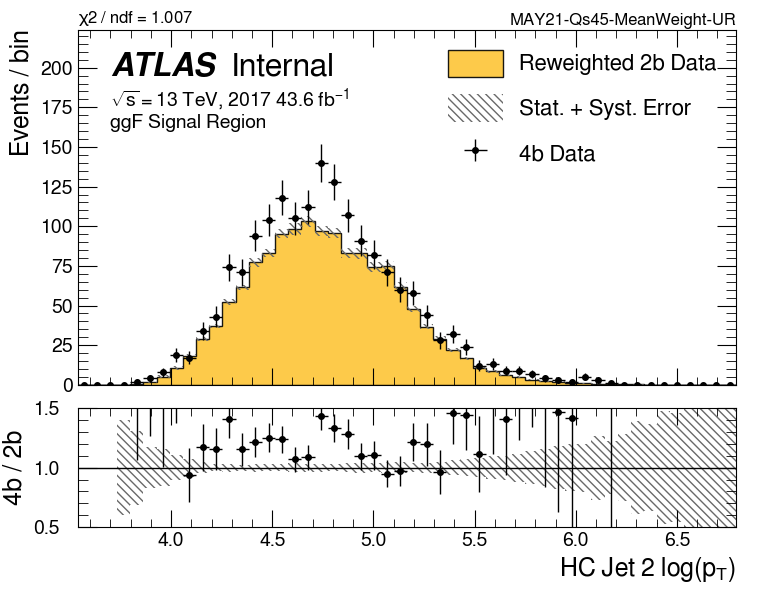 χ2 / ndf = 1.007
MAY21-Qs45-MeanWeight-UR
ATLAS Internal
√s = 13 TeV, 2017 43.6 fb⁻¹
ggF Signal Region
Reweighted 2b Data
Stat. + Syst. Error
4b Data
Events / bin
200
175
150
125
100
75
50
25
0
4b / 2b
1.5
1.0
0.5
4.0 4.5 5.0 5.5 6.0 6.5
HC Jet 2 log(p_T)